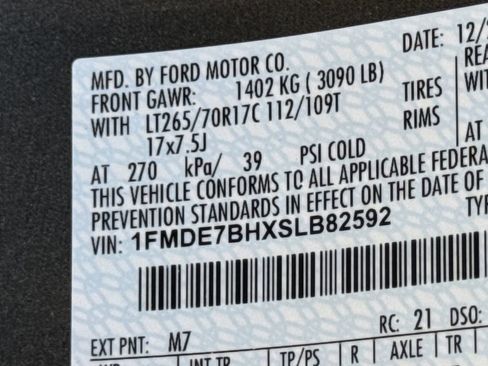 MFD. BY FORD MOTOR CO. DATE: 12/
FRONT GAWR: 1402 KG ( 3090 LB) REA
WITH LT265/70R17C 112/109T TIRES WIT
17x7.5J RIMS
AT 270 kPa/ 39 PSI COLD AT
THIS VEHICLE CONFORMS TO ALL APPLICABLE FEDERA
PREVENTION STANDARDS IN EFFECT ON THE DATE OF
VIN: 1FMDE7BHXSLB82592 TYP
EXT PNT: M7 RC: 21 DSO:
INT TR TP/PS R AXLE TR